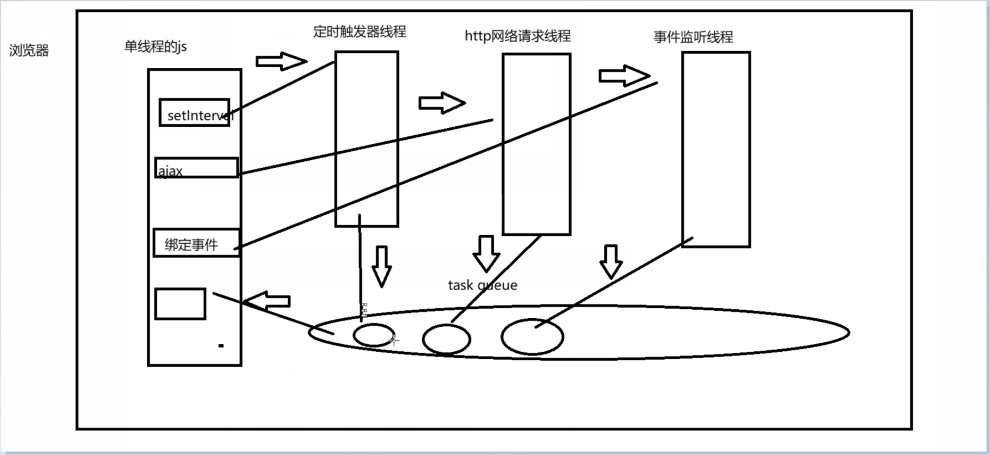 浏览器
单线程的js
定时触发器线程
http网络请求线程
事件监听线程
setInterval
ajax
绑定事件
task queue